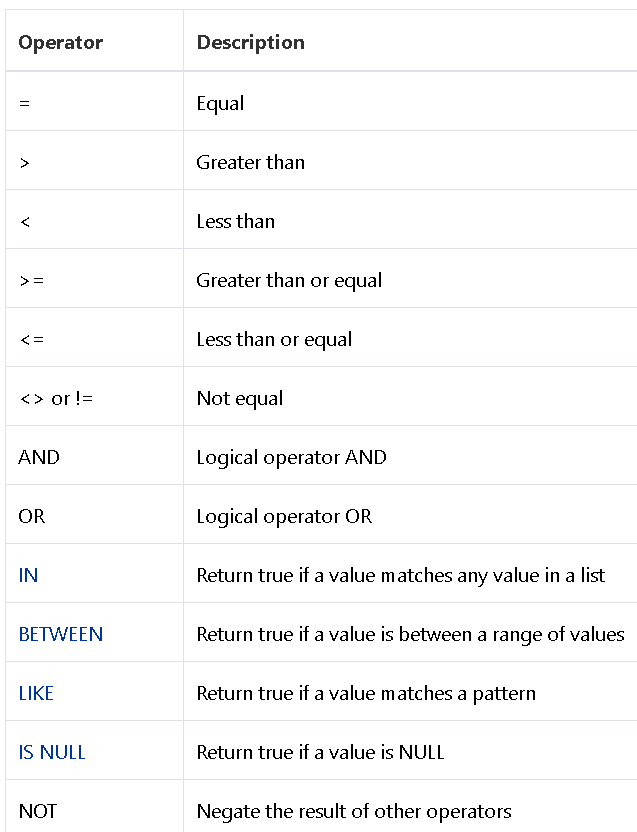 Operator Description
= Equal
> Greater than
< Less than
>= Greater than or equal
<= Less than or equal
<> or != Not equal
AND Logical operator AND
OR Logical operator OR
IN Return true if a value matches any value in a list
BETWEEN Return true if a value is between a range of values
LIKE Return true if a value matches a pattern
IS NULL Return true if a value is NULL
NOT Negate the result of other operators